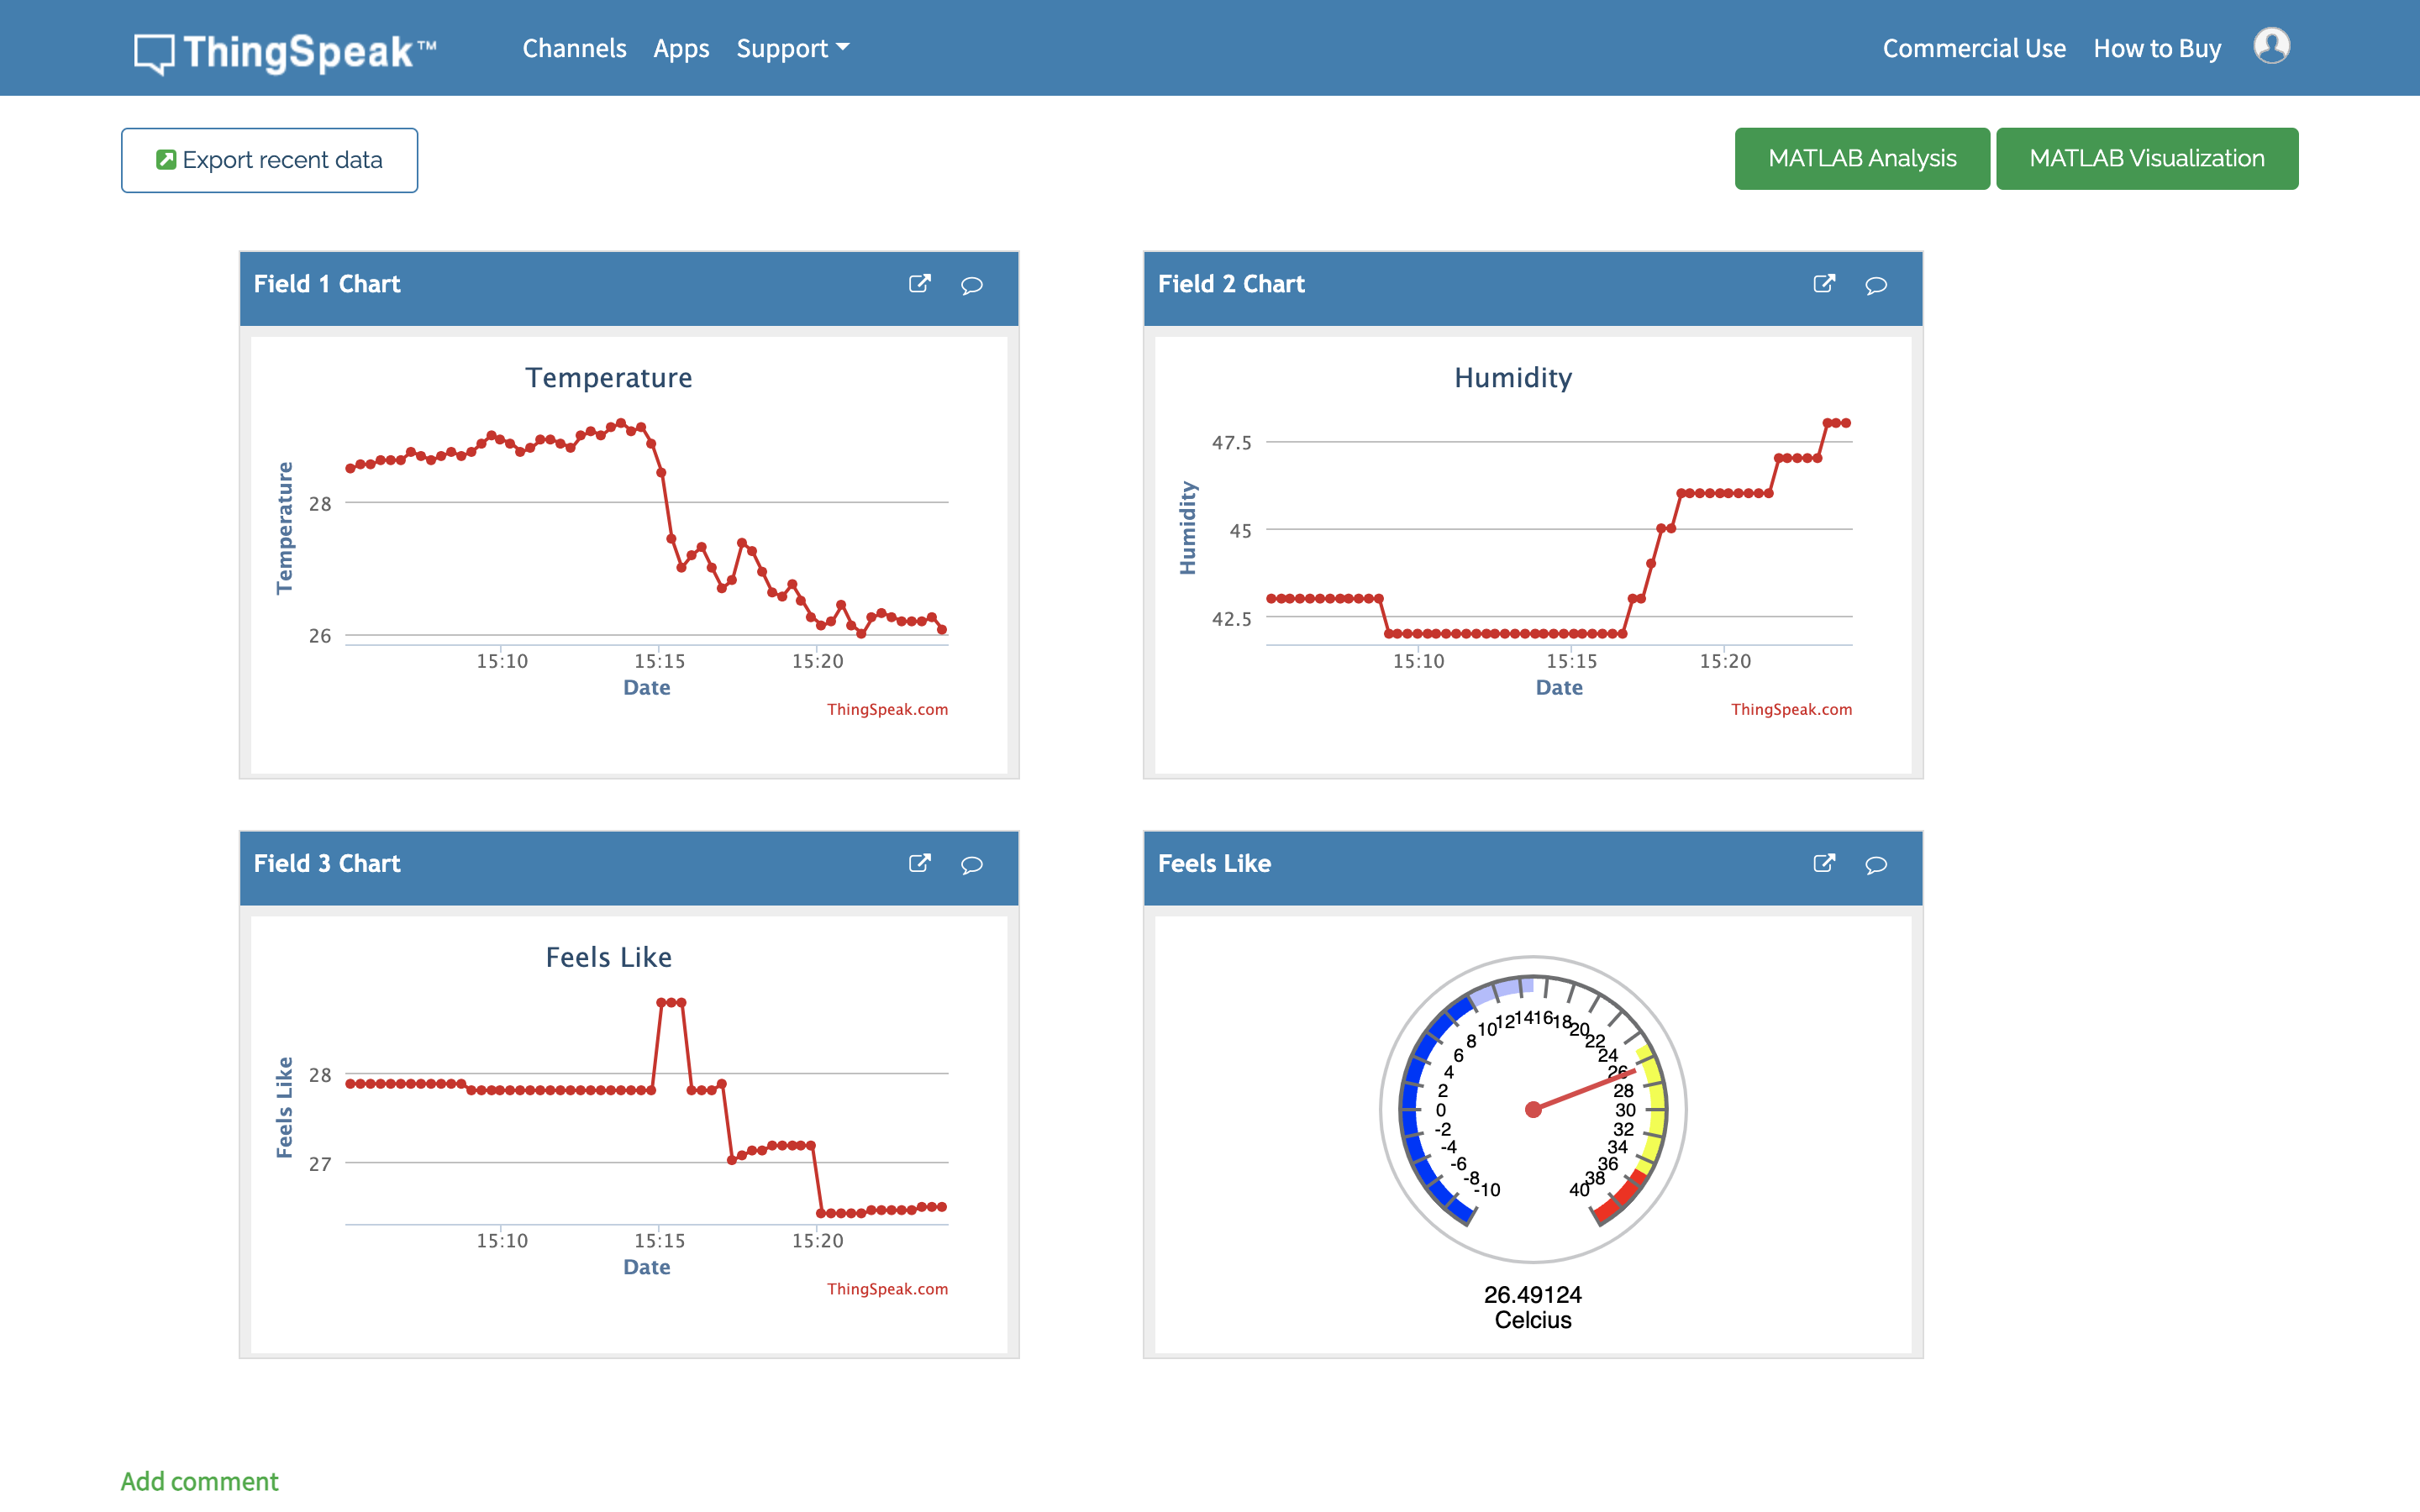 ThingSpeak™ Channels Apps Support Commercial Use How to Buy
Export recent data MATLAB Analysis MATLAB Visualization
Field 1 Chart
Temperature
Temperature
28
26
15:10 15:15 15:20
Date
ThingSpeak.com
Field 2 Chart
Humidity
Humidity
47.5
45
42.5
15:10 15:15 15:20
Date
ThingSpeak.com
Field 3 Chart
Feels Like
Feels Like
28
27
15:10 15:15 15:20
Date
ThingSpeak.com
Feels Like
-10 -8 -6 -4 -2 0 2 4 6 8 10 12 14 16 18 20 22 24 26 28 30 32 34 36 38 40
26.49124
Celcius
Add comment